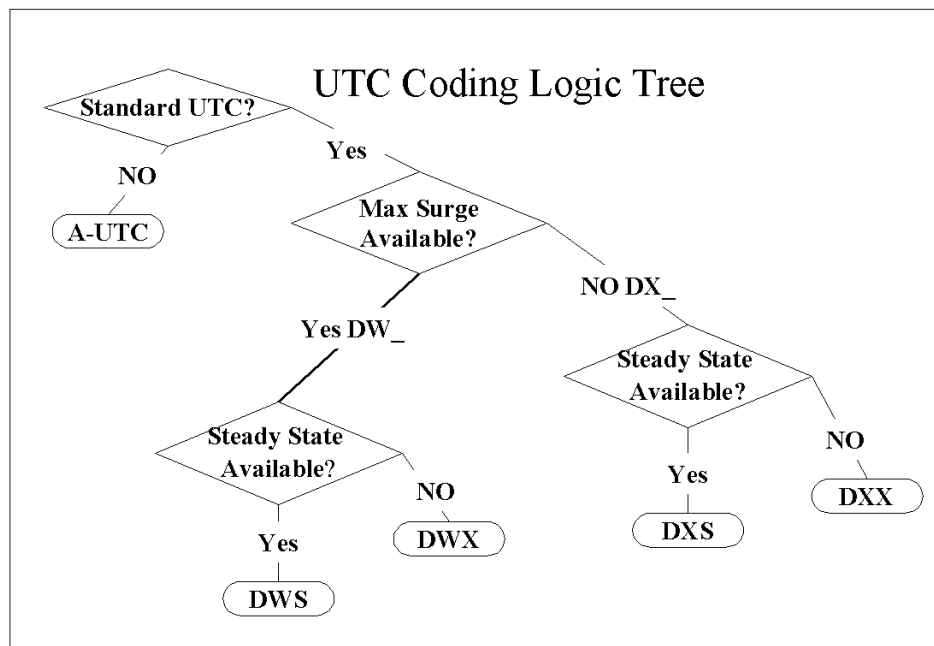 UTC Coding Logic Tree
Standard UTC?
Yes
NO
A-UTC
Max Surge
Available?
NO DX_
Yes DW_
Steady State
Available?
Steady State
Available?
NO
Yes
DXX
DXS
NO
Yes
DWX
DWS